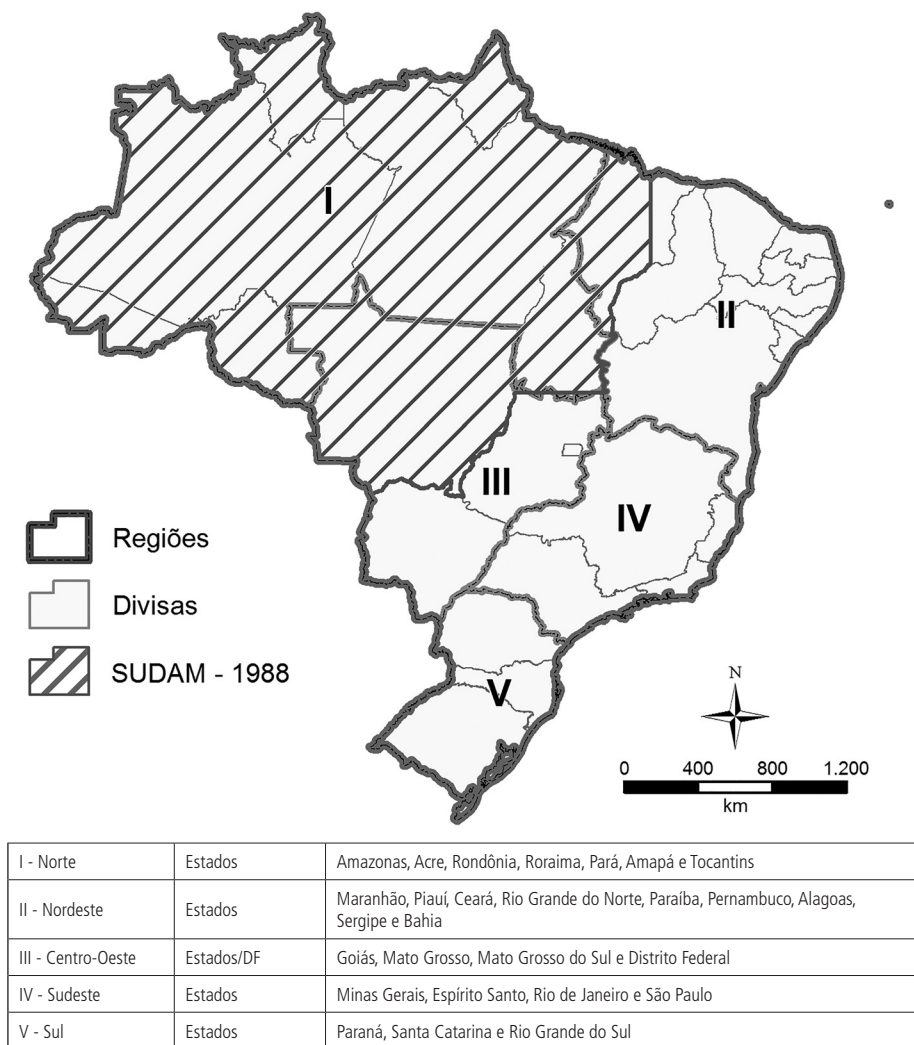 I
II
III
IV
V
Regiões
Divisas
SUDAM - 1988
N
0 400 800 1.200
km
I - Norte Estados Amazonas, Acre, Rondônia, Roraima, Pará, Amapá e Tocantins
II - Nordeste Estados Maranhão, Piauí, Ceará, Rio Grande do Norte, Paraíba, Pernambuco, Alagoas,
Sergipe e Bahia
III - Centro-Oeste Estados/DF Goiás, Mato Grosso, Mato Grosso do Sul e Distrito Federal
IV - Sudeste Estados Minas Gerais, Espírito Santo, Rio de Janeiro e São Paulo
V - Sul Estados Paraná, Santa Catarina e Rio Grande do Sul